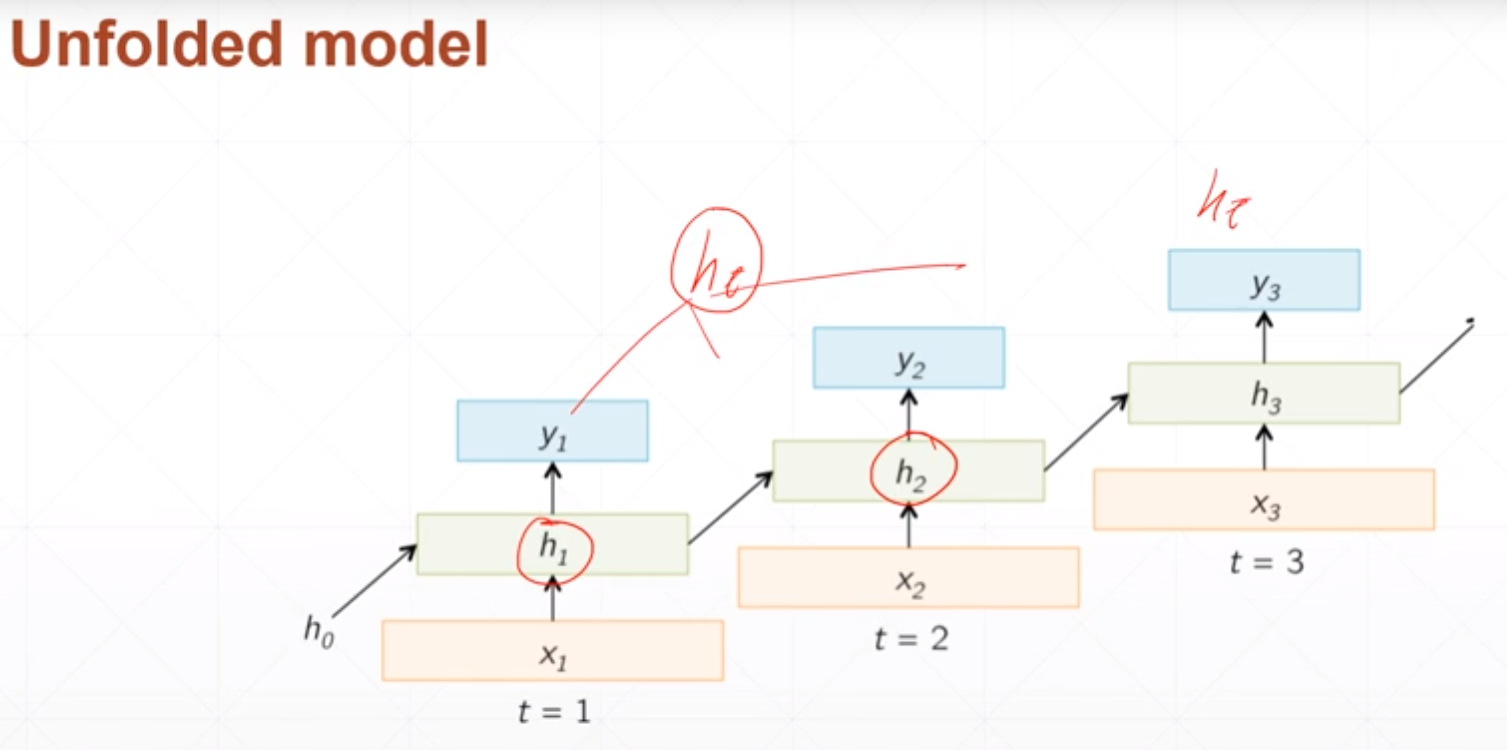 Unfolded model
h_t
h_t
y_3
y_2
h_3
y_1
h_2
x_3
h_1
t = 3
x_2
h_0
t = 2
x_1
t = 1